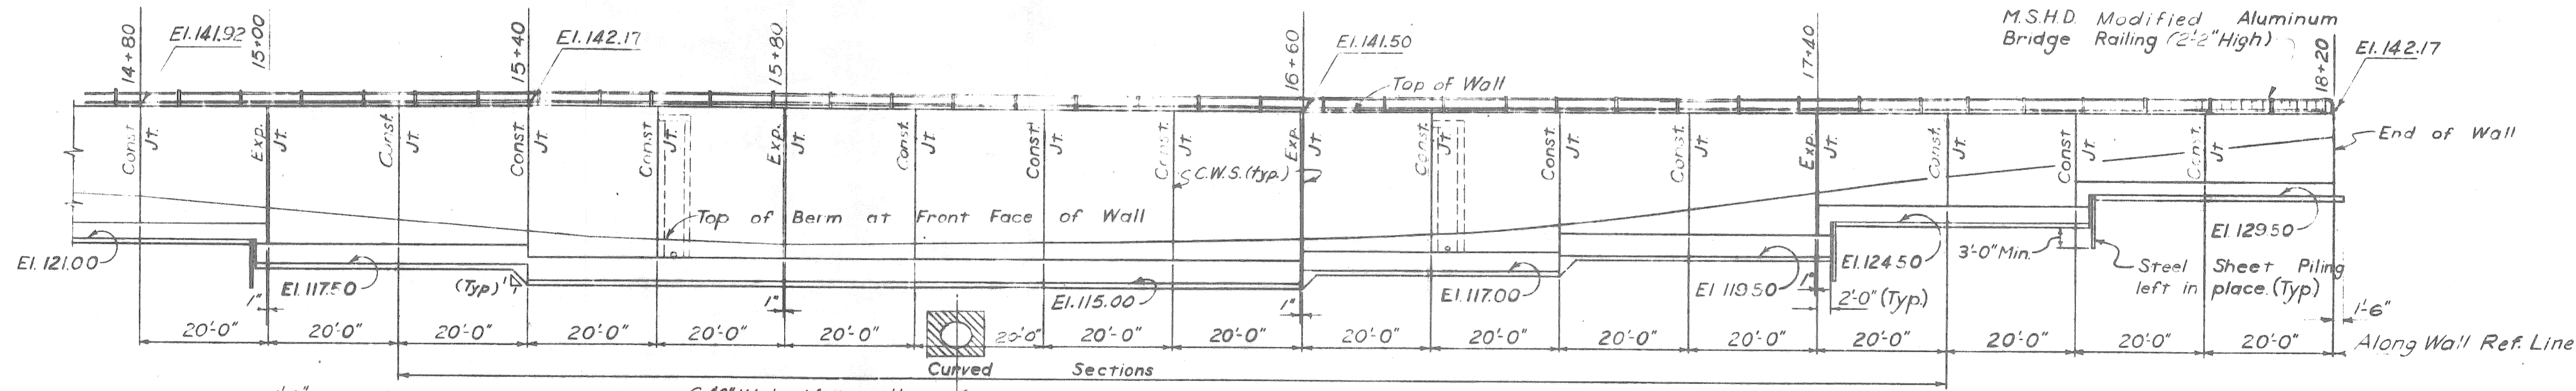 M.S.H.D. Modified Aluminum
Bridge Railing (2'-2" High)
14+80
El.141.92
15+00
15+40
El.142.17
15+80
16+60
El.141.50
17+40
18+20
El.142.17
Top of Wall
Const. Jt.
Exp. Jt.
Const. Jt.
Const. Jt.
Const. Jt.
Exp. Jt.
Const. Jt.
Const. Jt.
Const. Jt.
Exp. Jt.
Const. Jt.
Const. Jt.
Const. Jt.
Exp. Jt.
Const. Jt.
Const Jt.
Const. Jt
End of Wall
C.W.S.(typ.)
Top of Berm at Front Face of Wall
El.121.00
El.117.50
(Typ)
1
1
El.115.00
El.117.00
El 119.50
El.124.50
3'-0" Min.
El.129.50
Steel Sheet Piling
left in place. (Typ.)
1"
1"
1"
1"
2'-0" (Typ.)
1'-6"
20'-0" 20'-0" 20'-0" 20'-0" 20'-0" 20'-0" 20'-0" 20'-0" 20'-0" 20'-0" 20'-0" 20'-0" 20'-0" 20'-0" 20'-0" 20'-0" 20'-0"
Along Wall Ref. Line
Curved Sections